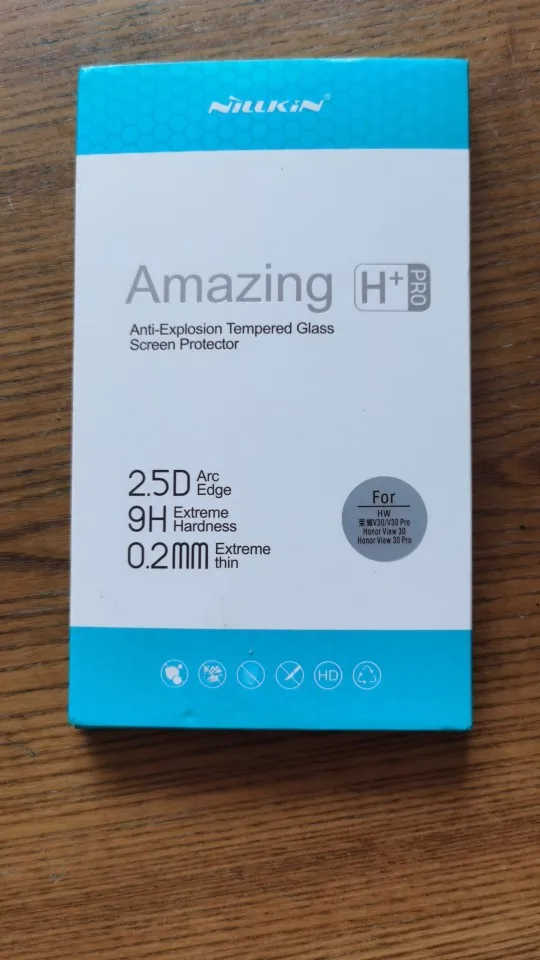 NiLLKiN®
Amazing H+ PRO
Anti-Explosion Tempered Glass
Screen Protector
2.5D Arc Edge
9H Extreme Hardness
0.2MM Extreme thin
For
HW
荣耀V30/V30 Pro
Honor View 30
Honor View 30 Pro
HD